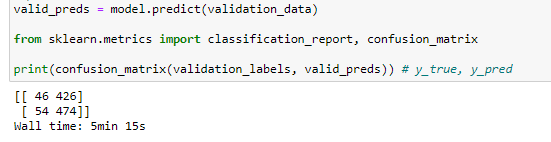 valid_preds = model.predict(validation_data)
from sklearn.metrics import classification_report, confusion_matrix
print(confusion_matrix(validation_labels, valid_preds)) # y_true, y_pred
[[ 46 426]
 [ 54 474]]
Wall time: 5min 15s